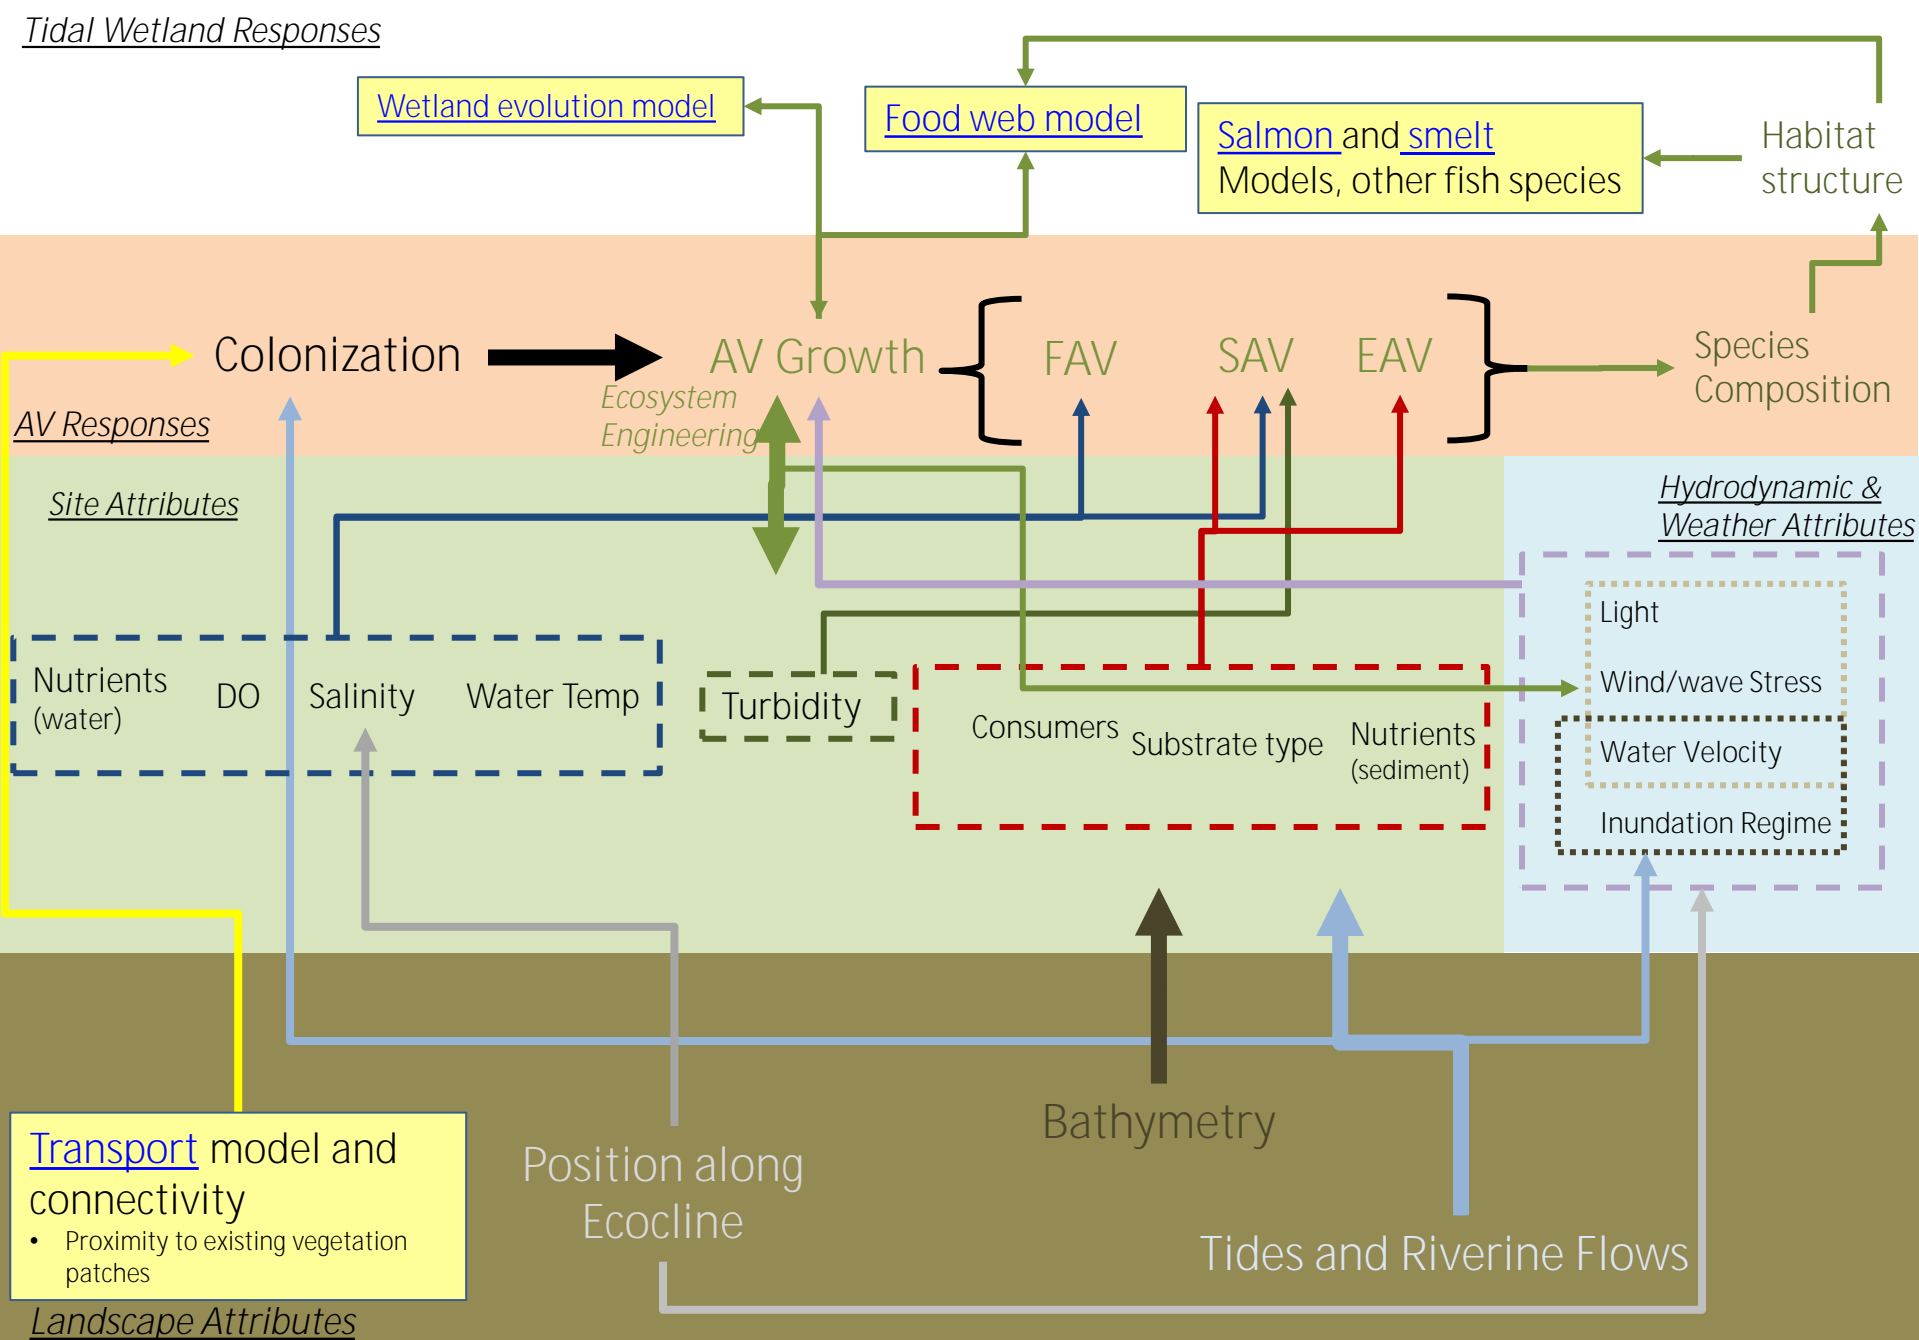 Tidal Wetland Responses
Wetland evolution model
Food web model
Salmon and smelt
Models, other fish species
Habitat
structure
Colonization
AV Growth
Ecosystem
Engineering
FAV
SAV
EAV
Species
Composition
AV Responses
Site Attributes
Hydrodynamic &
Weather Attributes
Nutrients
(water)
DO
Salinity
Water Temp
Turbidity
Consumers
Substrate type
Nutrients
(sediment)
Light
Wind/wave Stress
Water Velocity
Inundation Regime
Transport model and
connectivity
• Proximity to existing vegetation
patches
Position along
Ecocline
Bathymetry
Tides and Riverine Flows
Landscape Attributes